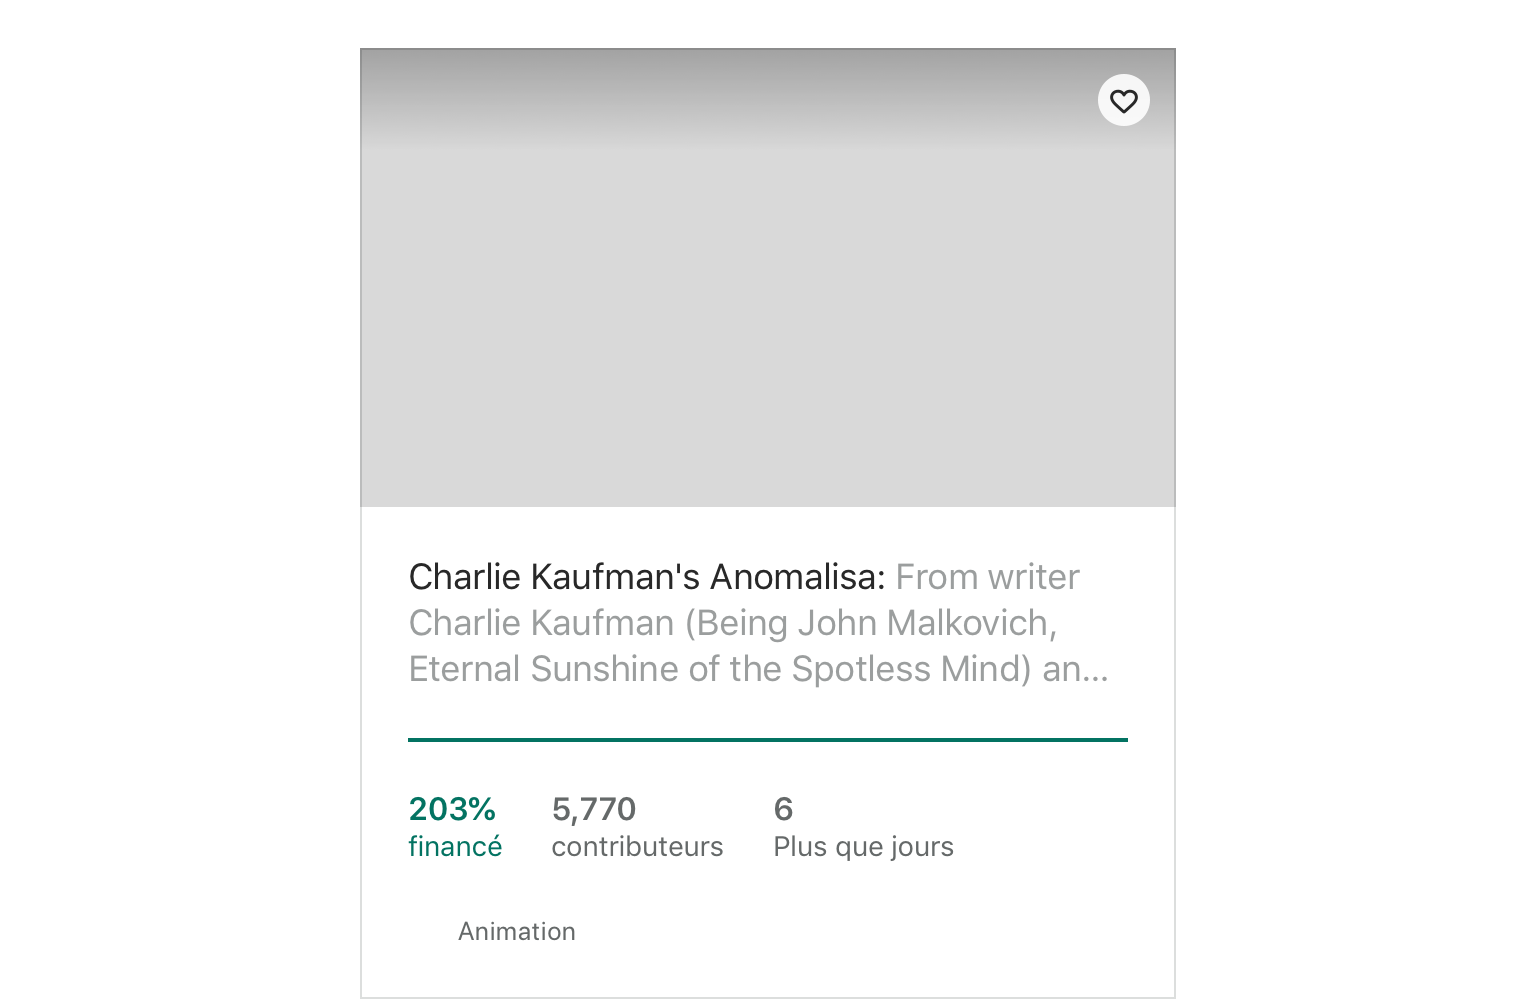 Charlie Kaufman's Anomalisa: From writer
Charlie Kaufman (Being John Malkovich,
Eternal Sunshine of the Spotless Mind) an...
203% 5,770 6
financé contributeurs Plus que jours
Animation